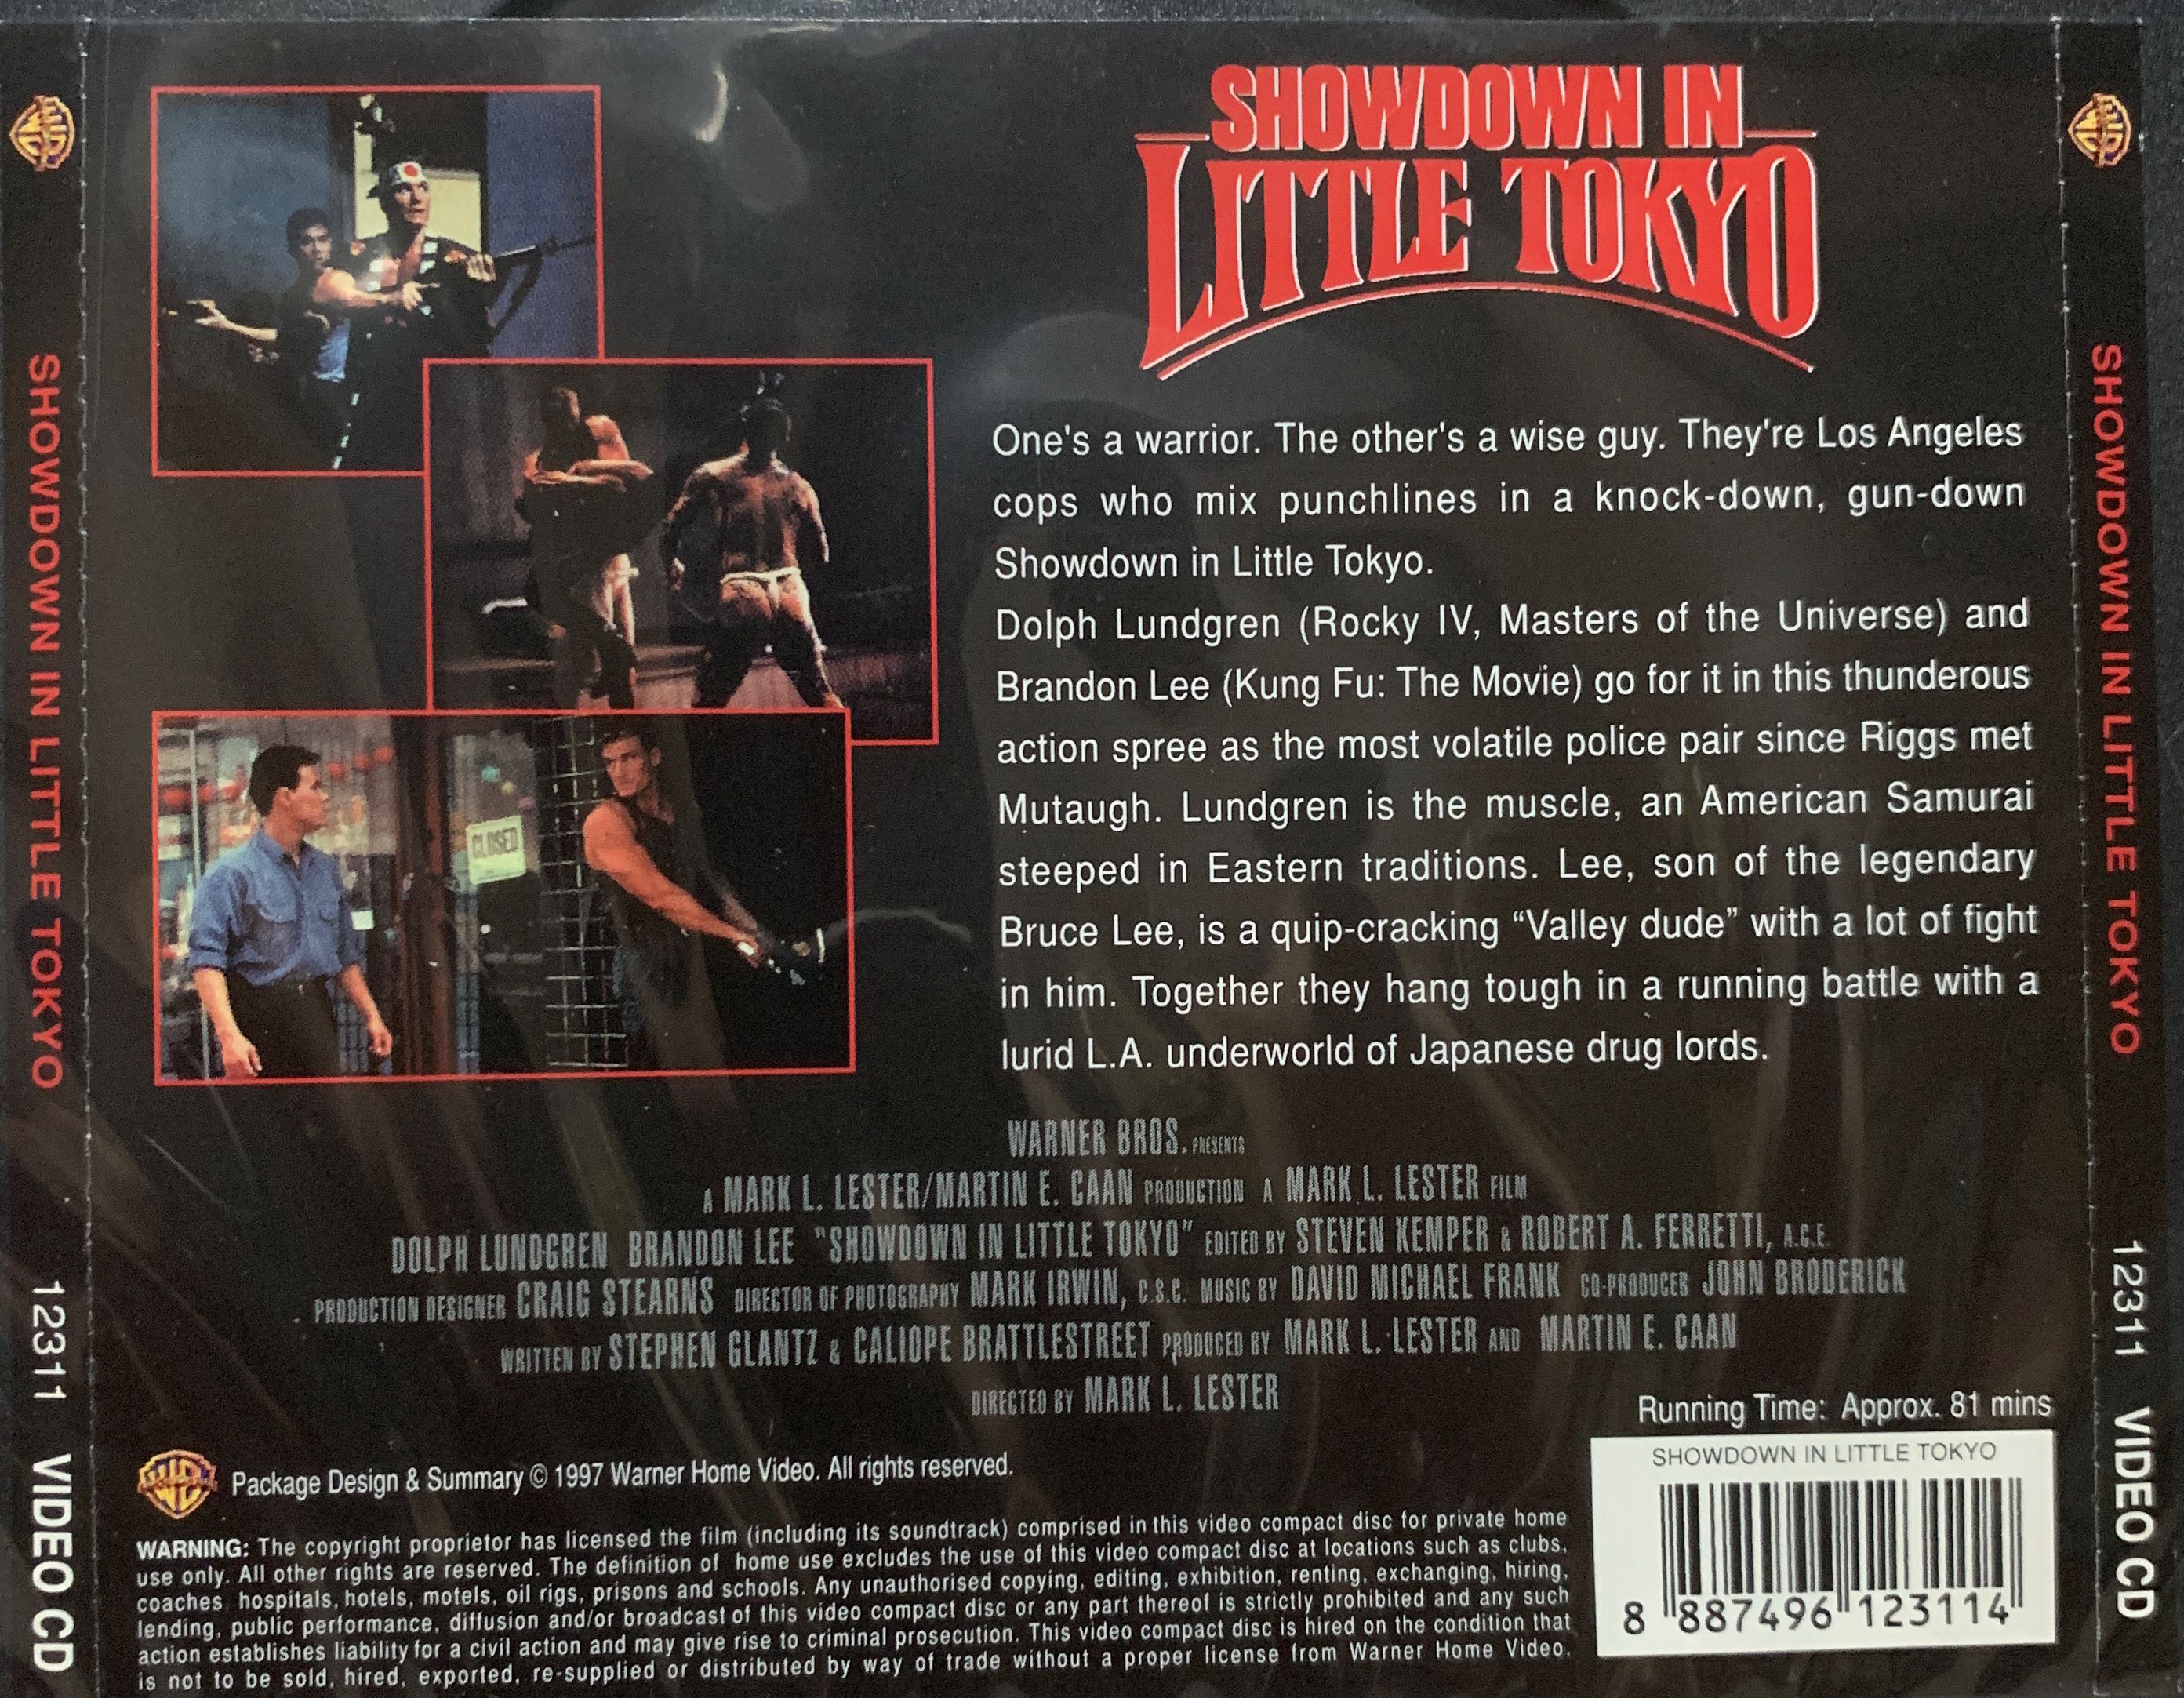 SHOWDOWN IN LITTLE TOKYO
12311
VIDEO CD
CLOSED
SHOWDOWN IN
LITTLE TOKYO
One's a warrior. The other's a wise guy. They're Los Angeles
cops who mix punchlines in a knock-down, gun-down
Showdown in Little Tokyo.
Dolph Lundgren (Rocky IV, Masters of the Universe) and
Brandon Lee (Kung Fu: The Movie) go for it in this thunderous
action spree as the most volatile police pair since Riggs met
Mutaugh. Lundgren is the muscle, an American Samurai
steeped in Eastern traditions. Lee, son of the legendary
Bruce Lee, is a quip-cracking “Valley dude” with a lot of fight
in him. Together they hang tough in a running battle with a
lurid L.A. underworld of Japanese drug lords.
WARNER BROS. PRESENTS
A MARK L. LESTER/MARTIN E. CAAN PRODUCTION A MARK L. LESTER FILM
DOLPH LUNDGREN BRANDON LEE "SHOWDOWN IN LITTLE TOKYO" EDITED BY STEVEN KEMPER & ROBERT A. FERRETTI, A.C.E.
PRODUCTION DESIGNER CRAIG STEARNS DIRECTOR OF PHOTOGRAPHY MARK IRWIN, C.S.C. MUSIC BY DAVID MICHAEL FRANK CO-PRODUCER JOHN BRODERICK
WRITTEN BY STEPHEN GLANTZ & CALIOPE BRATTLESTREET PRODUCED BY MARK L. LESTER AND MARTIN E. CAAN
DIRECTED BY MARK L. LESTER
Running Time: Approx. 81 mins
Package Design & Summary © 1997 Warner Home Video. All rights reserved.
WARNING: The copyright proprietor has licensed the film (including its soundtrack) comprised in this video compact disc for private home
use only. All other rights are reserved. The definition of home use excludes the use of this video compact disc at locations such as clubs,
coaches, hospitals, hotels, motels, oil rigs, prisons and schools. Any unauthorised copying, editing, exhibition, renting, exchanging, hiring,
lending, public performance, diffusion and/or broadcast of this video compact disc or any part thereof is strictly prohibited and any such
action establishes liability for a civil action and may give rise to criminal prosecution. This video compact disc is hired on the condition that
is not to be sold, hired, exported, re-supplied or distributed by way of trade without a proper license from Warner Home Video.
SHOWDOWN IN LITTLE TOKYO
8 887496 123114
SHOWDOWN IN LITTLE TOKYO
12311
VIDEO CD